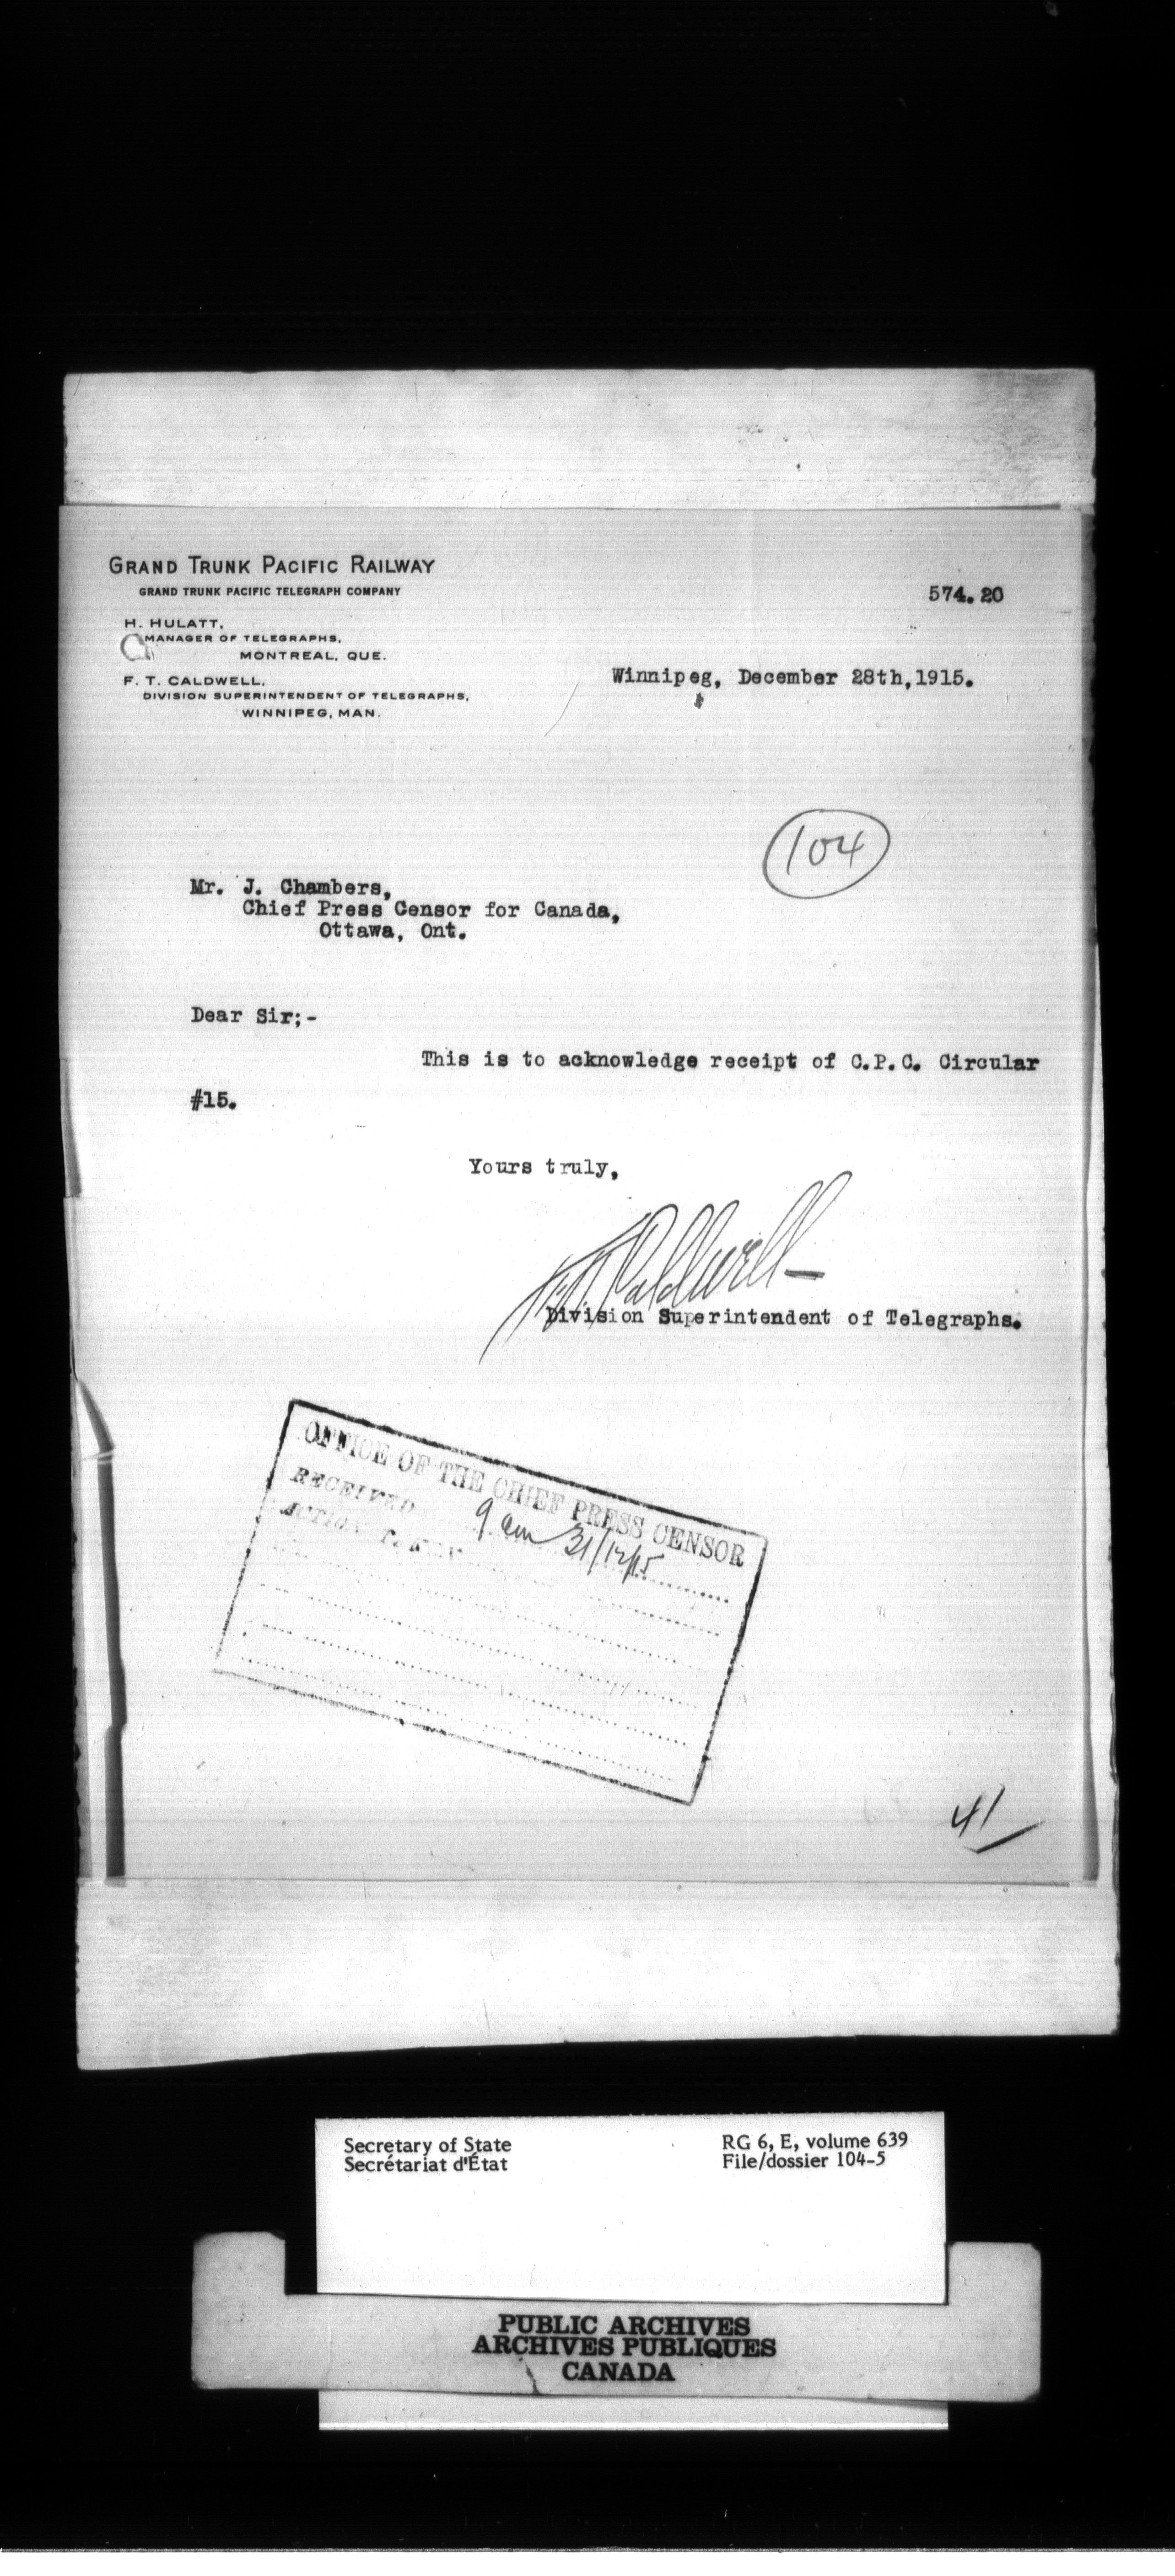 GRAND TRUNK PACIFIC RAILWAY
GRAND TRUNK PACIFIC TELEGRAPH COMPANY
574.20
H. HULATT,
MANAGER OF TELEGRAPHS,
MONTREAL, QUE.
F. T. CALDWELL,
DIVISION SUPERINTENDENT OF TELEGRAPHS,
WINNIPEG, MAN.
Winnipeg, December 28th,1915.
104
Mr. J. Chambers,
Chief Press Censor for Canada,
Ottawa, Ont.
Dear Sir;-
This is to acknowledge receipt of C.P.C. Circular
#15.
Yours truly,
F.T. Caldwell
Division Superintendent of Telegraphs.
OFFICE OF THE CHIEF PRESS CENSOR
RECEIVED 9 am 31/12/15
ACTION TAKEN
41
Secretary of State
Secrétariat d'État
RG 6, E, volume 639
File/dossier 104-5
PUBLIC ARCHIVES
ARCHIVES PUBLIQUES
CANADA